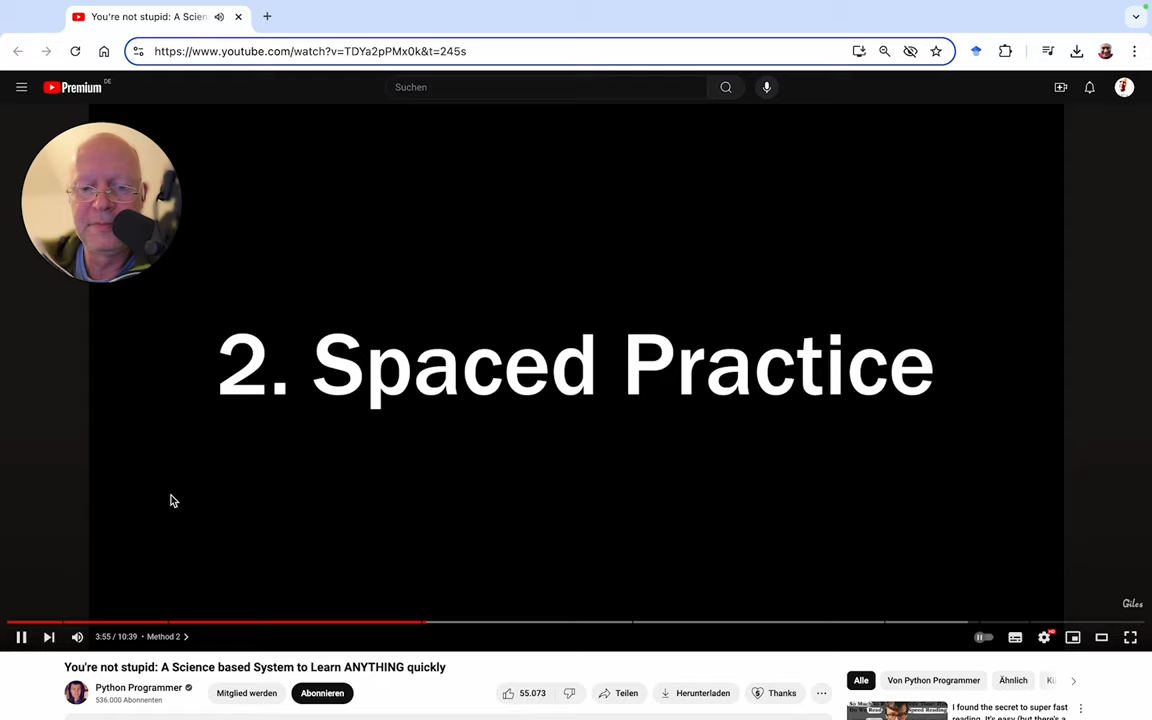 You're not stupid: A Scien
https://www.youtube.com/watch?v=TDYa2pPMx0k&t=245s
Premium DE
Suchen
2. Spaced Practice
Giles
3:55 / 10:39 • Method 2
HD
You're not stupid: A Science based System to Learn ANYTHING quickly
Python Programmer
536.000 Abonnenten
Mitglied werden
Abonnieren
55.073
Teilen
Herunterladen
Thanks
Alle
Von Python Programmer
Ähnlich
I found the secret to super fast
reading. It's easy (but there's a